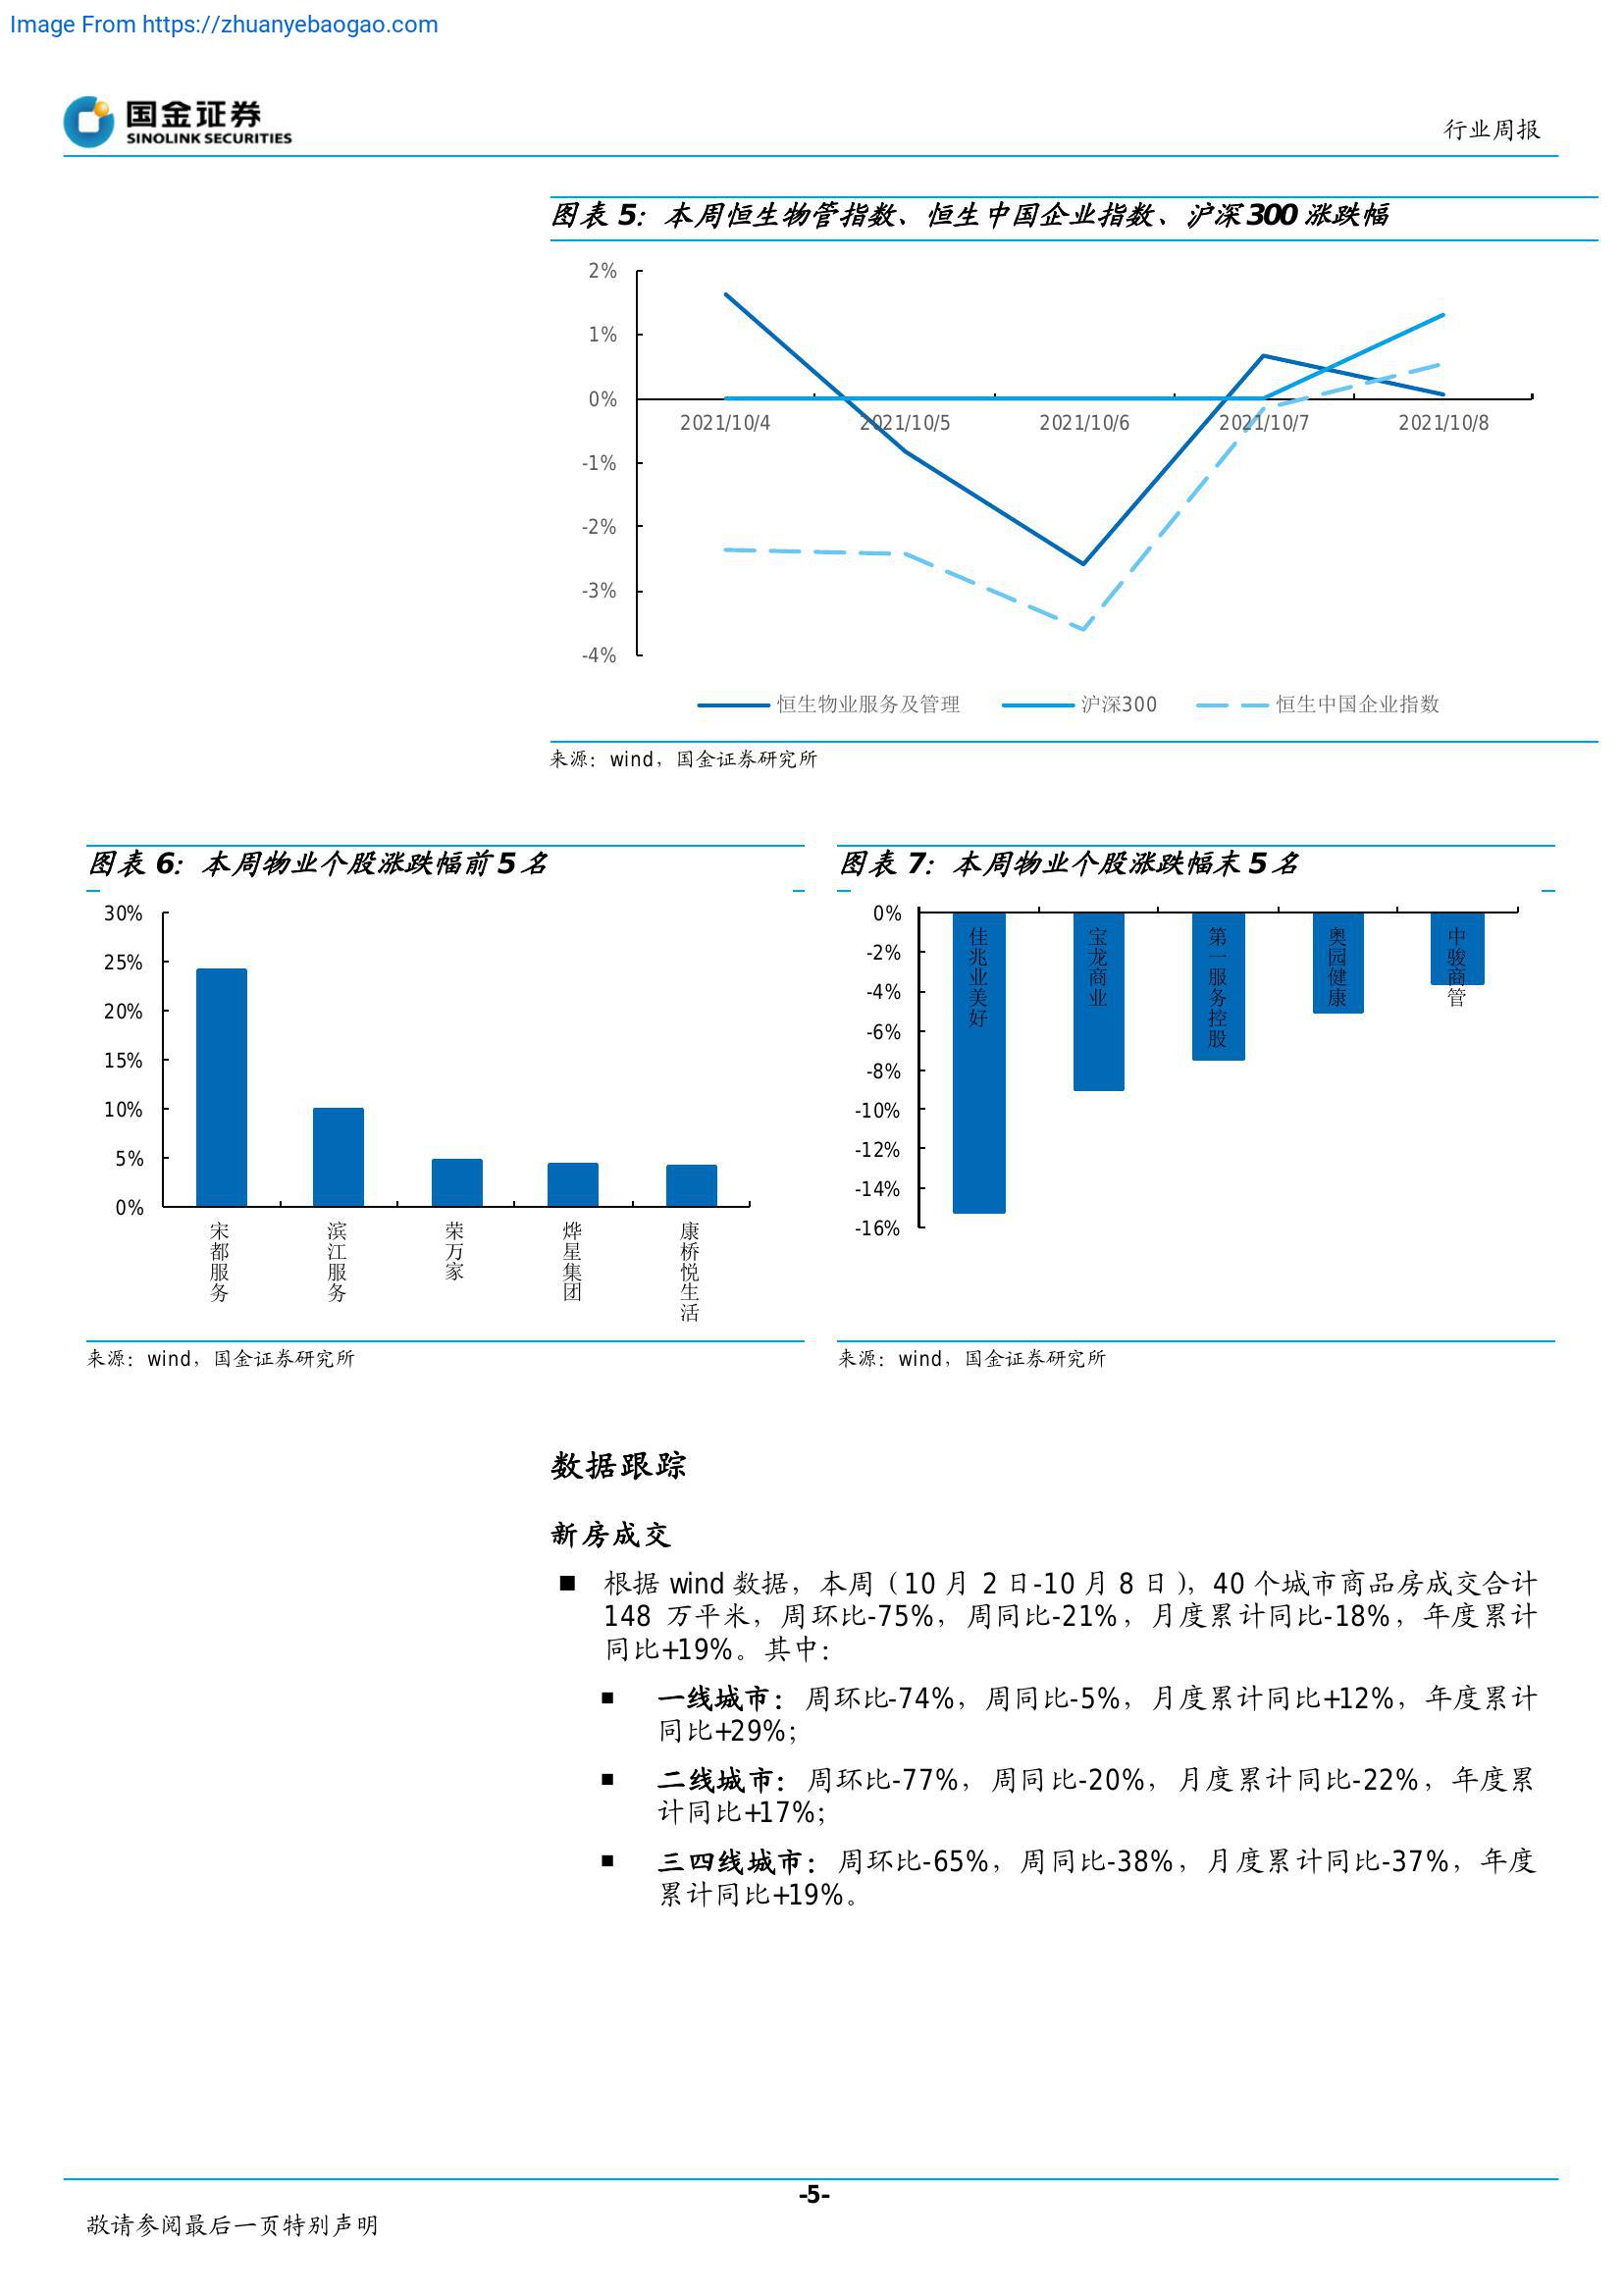 Image From https://zhuanyebaogao.com
国金证券
SINOLINK SECURITIES
行业周报
图表 5：本周恒生物管指数、恒生中国企业指数、沪深300 涨跌幅
2%
1%
0%
-1%
-2%
-3%
-4%
2021/10/4 2021/10/5 2021/10/6 2021/10/7 2021/10/8
恒生物业服务及管理 沪深300 恒生中国企业指数
来源：wind，国金证券研究所
图表 6：本周物业个股涨跌幅前 5 名
30%
25%
20%
15%
10%
5%
0%
宋都服务
滨江服务
荣万家
烨星集团
康桥悦生活
来源：wind，国金证券研究所
图表 7：本周物业个股涨跌幅末 5 名
0%
-2%
-4%
-6%
-8%
-10%
-12%
-14%
-16%
佳兆业美好
宝龙商业
第一服务控股
奥园健康
中骏商管
来源：wind，国金证券研究所
数据跟踪
新房成交
■ 根据 wind 数据，本周（10 月 2 日-10 月 8 日），40 个城市商品房成交合计
148 万平米，周环比-75%，周同比-21%，月度累计同比-18%，年度累计
同比+19%。其中：
■ 一线城市：周环比-74%，周同比-5%，月度累计同比+12%，年度累计
同比+29%；
■ 二线城市：周环比-77%，周同比-20%，月度累计同比-22%，年度累
计同比+17%；
■ 三四线城市：周环比-65%，周同比-38%，月度累计同比-37%，年度
累计同比+19%。
-5-
敬请参阅最后一页特别声明